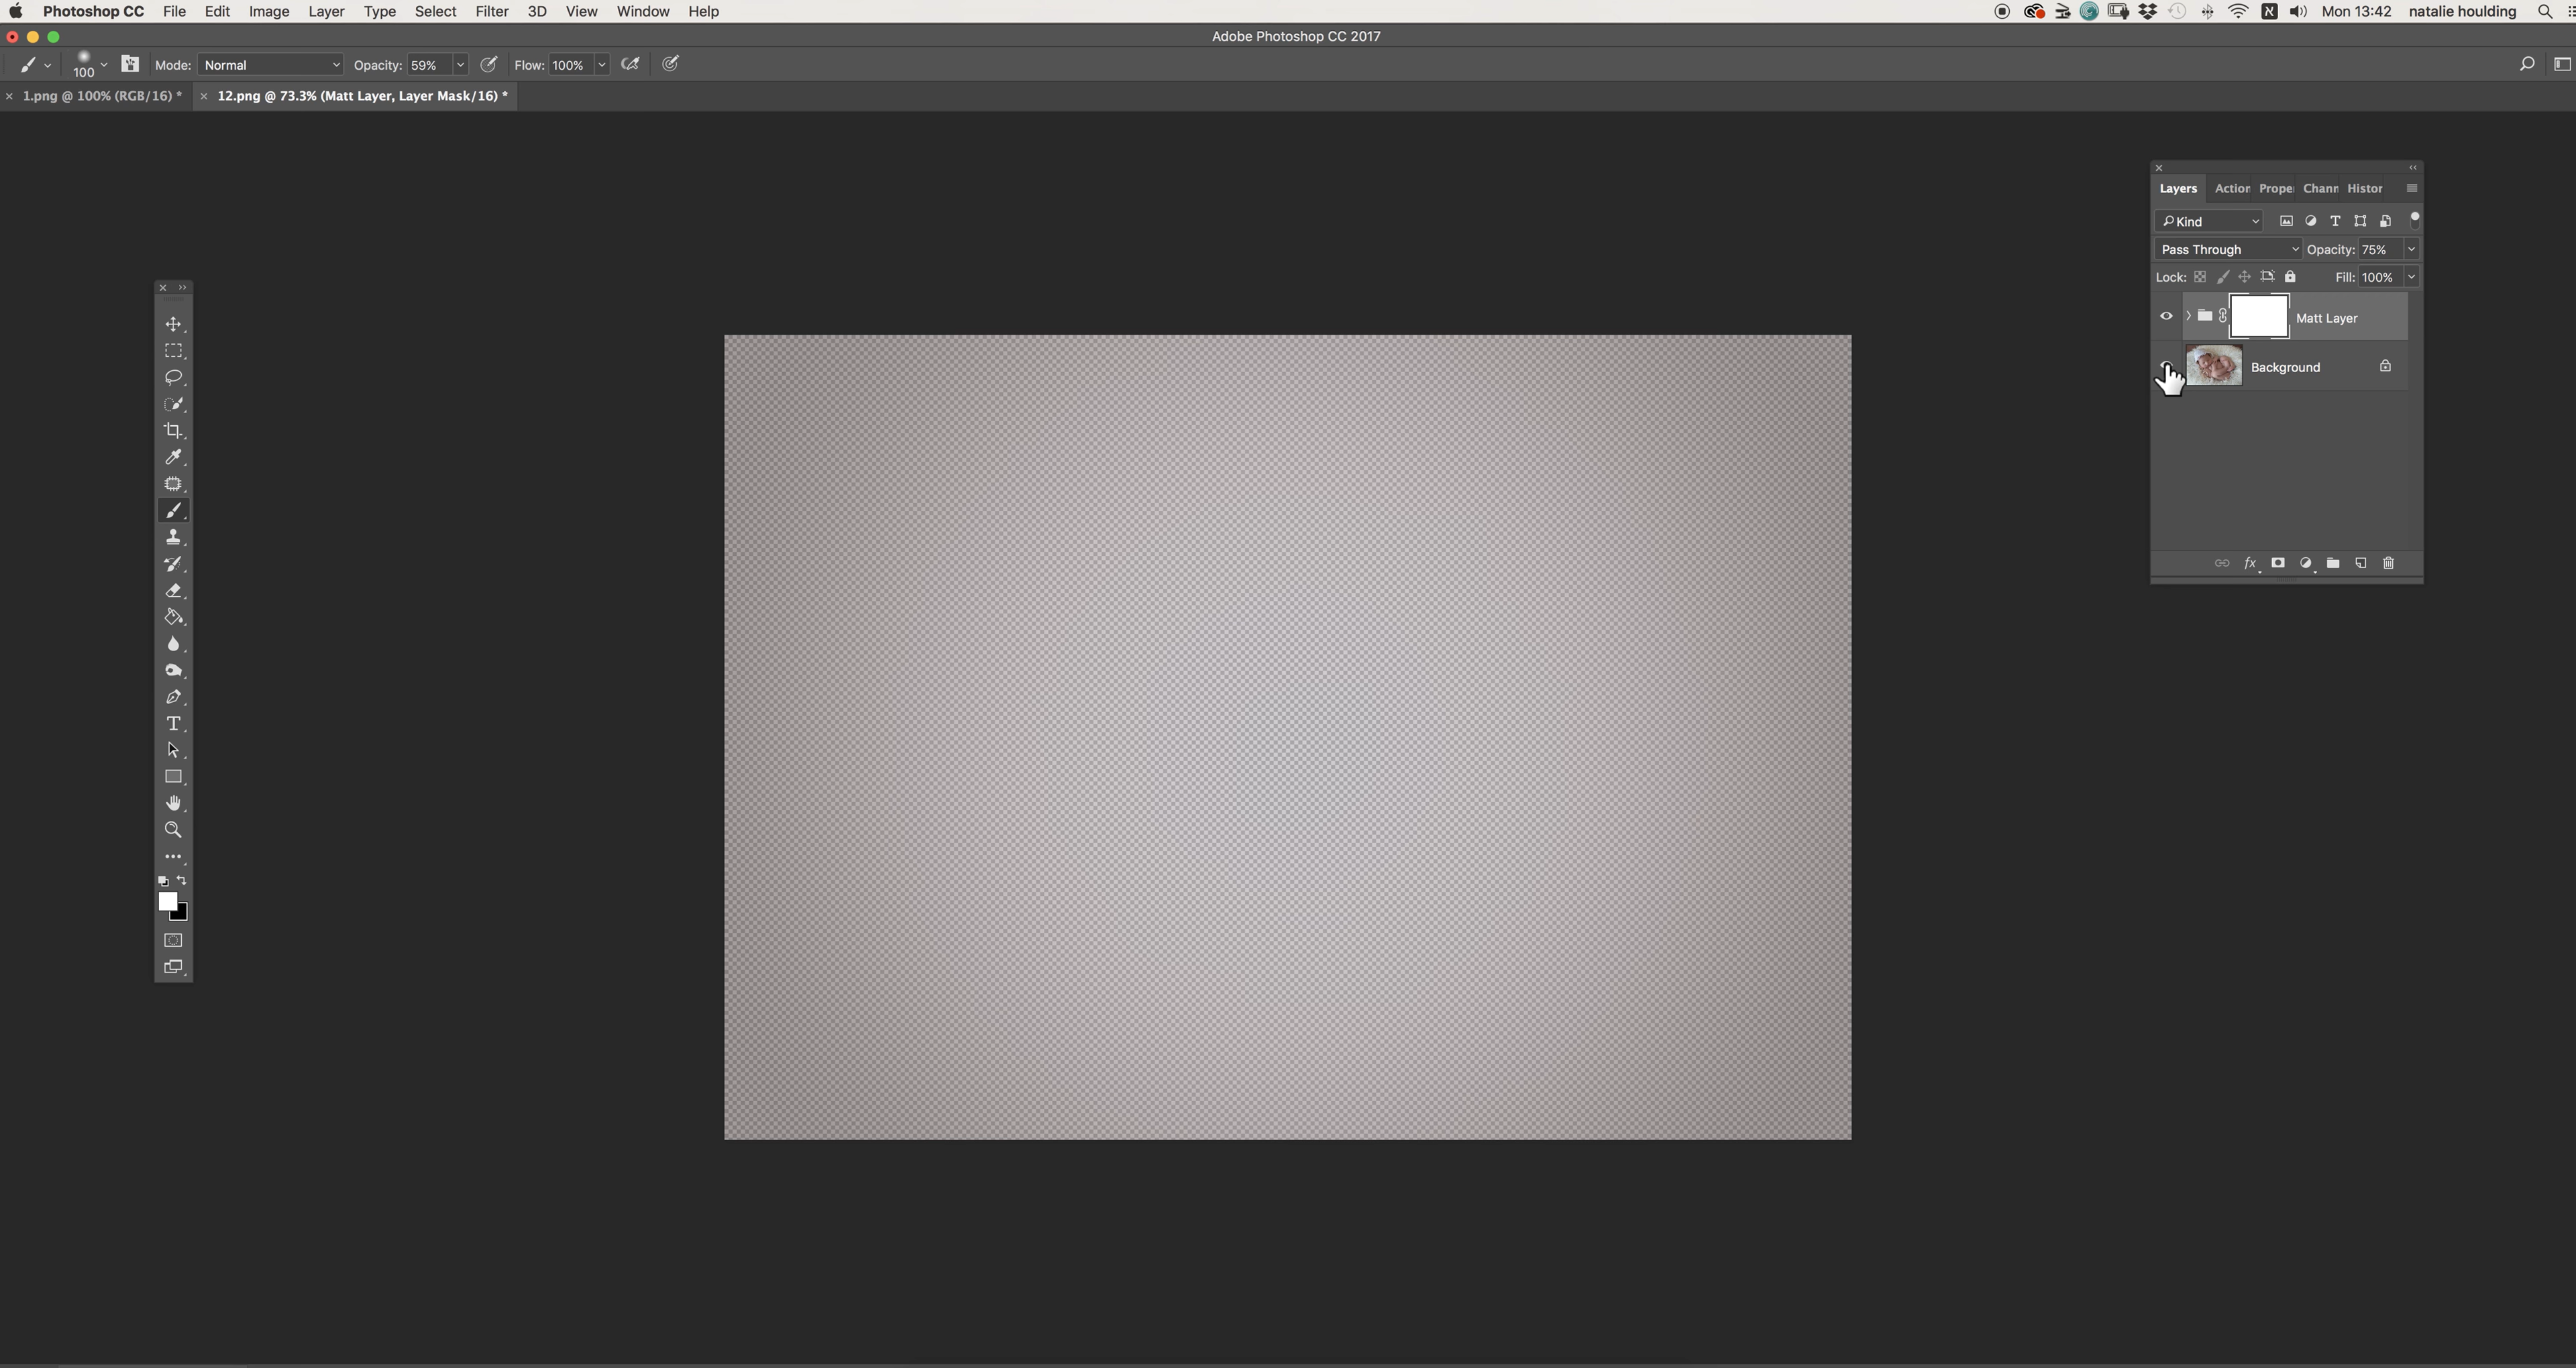 Photoshop CC File Edit Image Layer Type Select Filter 3D View Window Help Mon 13:42 natalie houlding
Adobe Photoshop CC 2017
100 Mode: Normal Opacity: 59% Flow: 100%
1.png @ 100% (RGB/16) * 12.png @ 73.3% (Matt Layer, Layer Mask/16) *
Layers Action Prope Chann Histor
Kind
Pass Through Opacity: 75%
Lock: Fill: 100%
Matt Layer
Background
fx